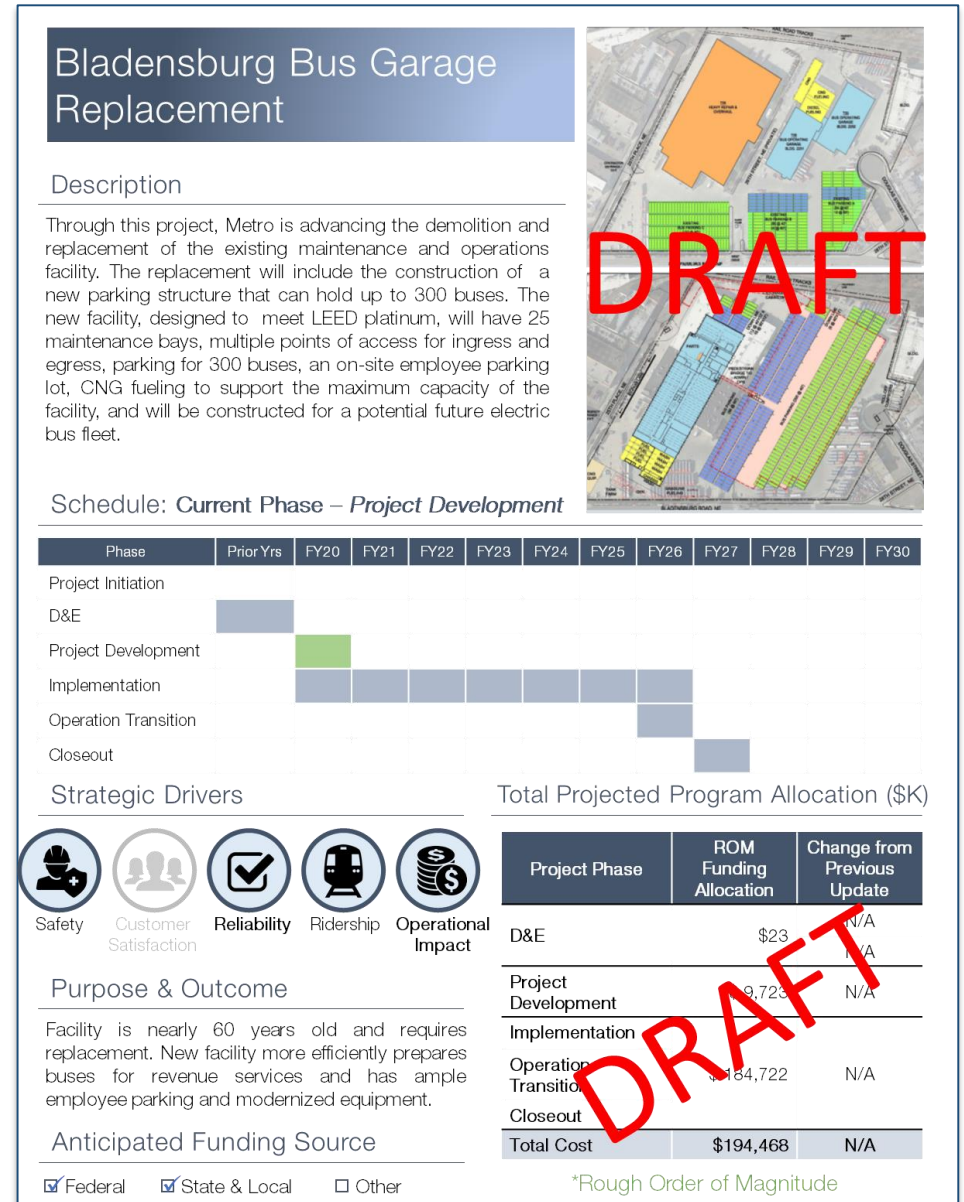 Bladensburg Bus Garage
Replacement
Description
Through this project, Metro is advancing the demolition and
replacement of the existing maintenance and operations
facility. The replacement will include the construction of a
new parking structure that can hold up to 300 buses. The
new facility, designed to meet LEED platinum, will have 25
maintenance bays, multiple points of access for ingress and
egress, parking for 300 buses, an on-site employee parking
lot, CNG fueling to support the maximum capacity of the
facility, and will be constructed for a potential future electric
bus fleet.
DRAFT
Schedule: Current Phase – Project Development
Phase Prior Yrs FY20 FY21 FY22 FY23 FY24 FY25 FY26 FY27 FY28 FY29 FY30
Project Initiation
D&E
Project Development
Implementation
Operation Transition
Closeout
Strategic Drivers
Safety
Customer
Satisfaction
Reliability
Ridership
Operational
Impact
Purpose & Outcome
Facility is nearly 60 years old and requires
replacement. New facility more efficiently prepares
buses for revenue services and has ample
employee parking and modernized equipment.
Anticipated Funding Source
Federal State & Local Other
Total Projected Program Allocation ($K)
Project Phase
ROM
Funding
Allocation
Change from
Previous
Update
D&E $23 N/A
N/A
Project
Development 9,723 N/A
Implementation
Operation
Transition 184,722 N/A
Closeout
Total Cost $194,468 N/A
DRAFT
*Rough Order of Magnitude